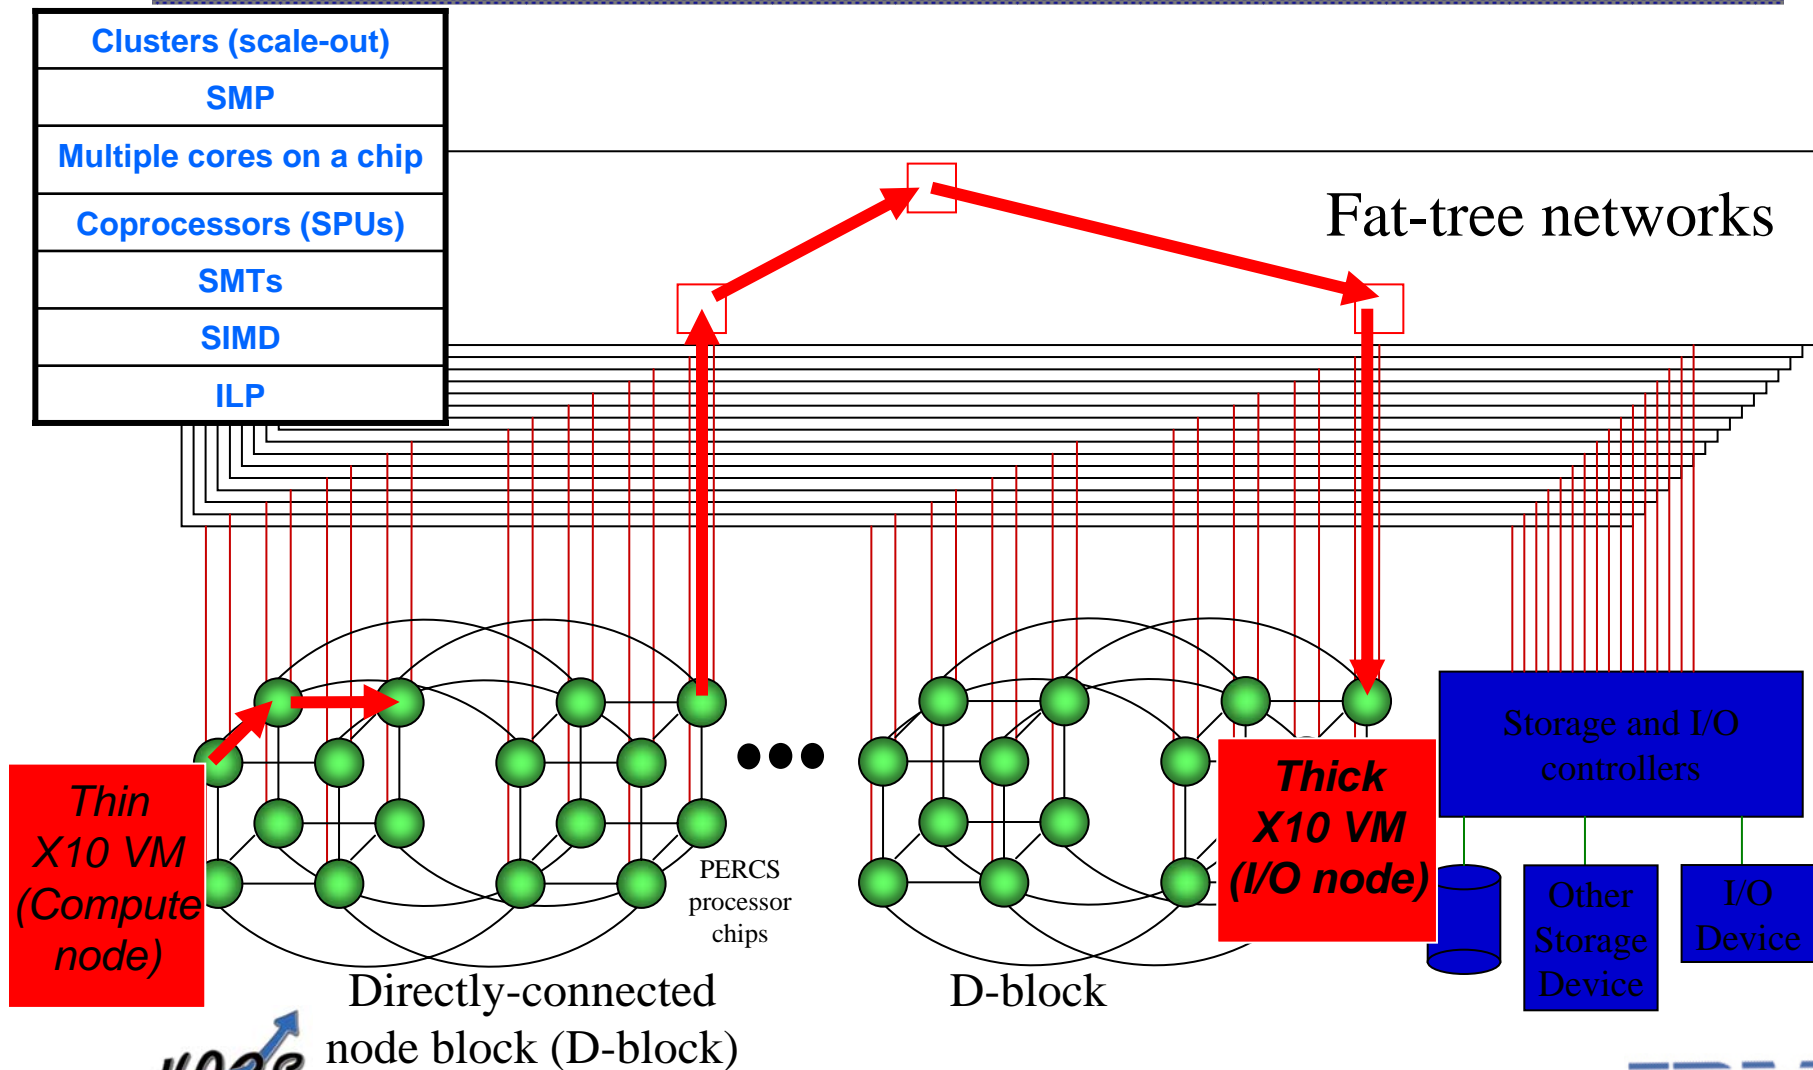 Clusters (scale-out)
SMP
Multiple cores on a chip
Coprocessors (SPUs)
SMTs
SIMD
ILP
Fat-tree networks
Thin
X10 VM
(Compute
node)
PERCS
processor
chips
Thick
X10 VM
(I/O node)
Storage and I/O
controllers
Other
Storage
Device
I/O
Device
Directly-connected
node block (D-block)
D-block